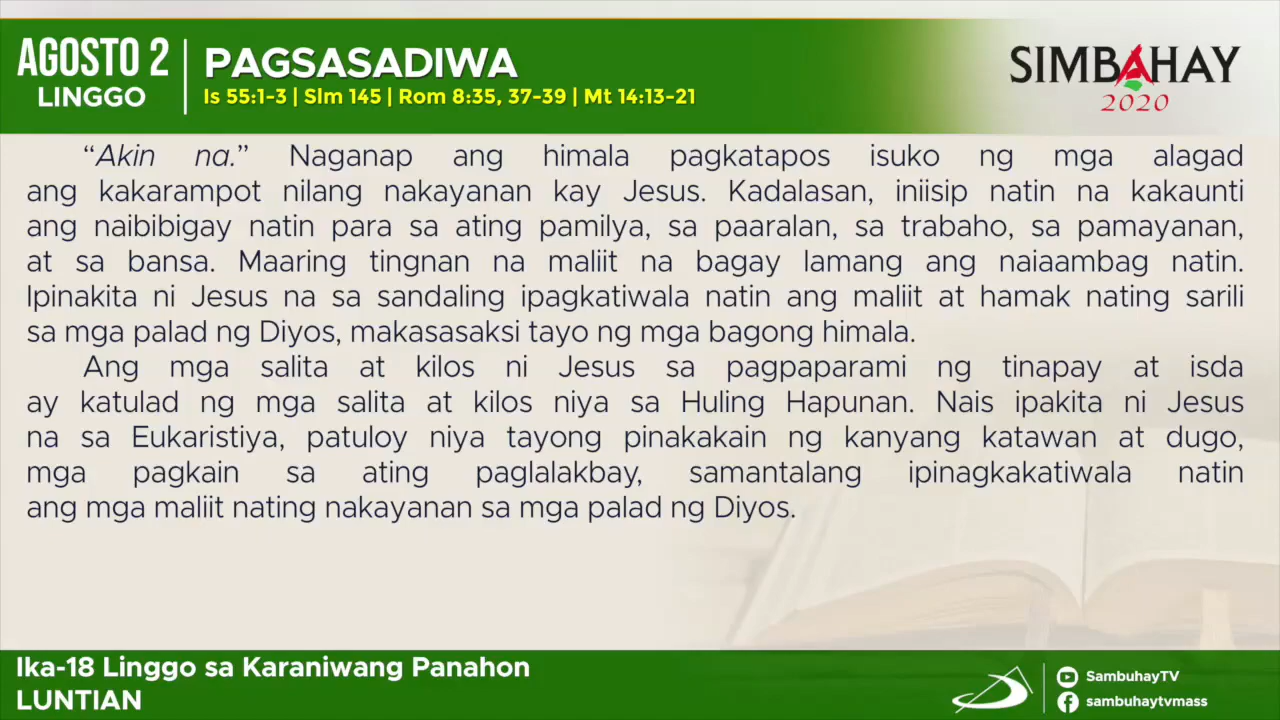 AGOSTO 2
LINGGO
PAGSASADIWA
Is 55:1-3 | Slm 145 | Rom 8:35, 37-39 | Mt 14:13-21
SIMBAHAY
2020
“Akin na.” Naganap ang himala pagkatapos isuko ng mga alagad
ang kakarampot nilang nakayanan kay Jesus. Kadalasan, iniisip natin na kakaunti
ang naibibigay natin para sa ating pamilya, sa paaralan, sa trabaho, sa pamayanan,
at sa bansa. Maaring tingnan na maliit na bagay lamang ang naiaambag natin.
Ipinakita ni Jesus na sa sandaling ipagkatiwala natin ang maliit at hamak nating sarili
sa mga palad ng Diyos, makasasaksi tayo ng mga bagong himala.
Ang mga salita at kilos ni Jesus sa pagpaparami ng tinapay at isda
ay katulad ng mga salita at kilos niya sa Huling Hapunan. Nais ipakita ni Jesus
na sa Eukaristiya, patuloy niya tayong pinakakain ng kanyang katawan at dugo,
mga pagkain sa ating paglalakbay, samantalang ipinagkakatiwala natin
ang mga maliit nating nakayanan sa mga palad ng Diyos.
Ika-18 Linggo sa Karaniwang Panahon
LUNTIAN
SambuhayTV
sambuhaytvmass